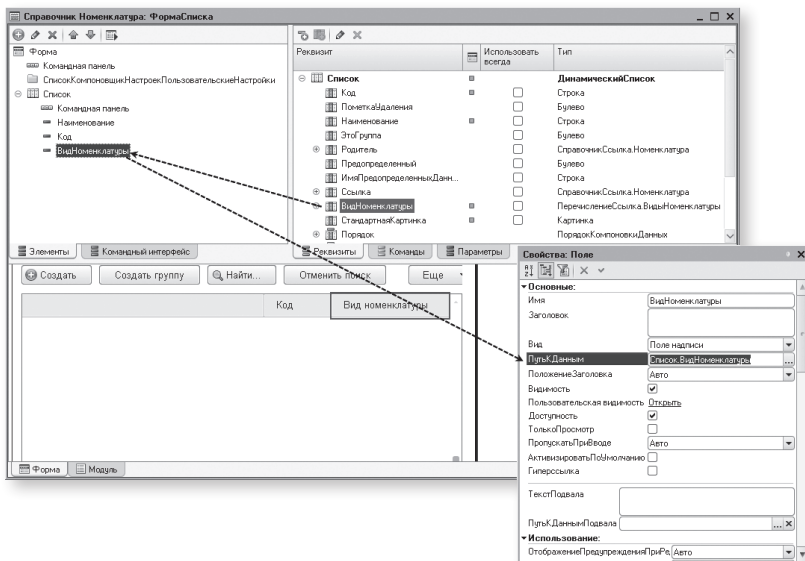 Справочник Номенклатура: ФормаСписка
Форма
Командная панель
СписокКомпоновщикНастроекПользовательскиеНастройки
Список
Командная панель
Наименование
Код
ВидНоменклатуры
Элементы
Командный интерфейс
Реквизит
Использовать всегда
Тип
Список
ДинамическийСписок
Код
Строка
ПометкаУдаления
Булево
Наименование
Строка
ЭтоГруппа
Булево
Родитель
СправочникСсылка.Номенклатура
Предопределенный
Булево
ИмяПредопределенныхДанн...
Строка
Ссылка
СправочникСсылка.Номенклатура
ВидНоменклатуры
ПеречислениеСсылка.ВидыНоменклатуры
СтандартнаяКартинка
Картинка
Порядок
ПорядокКомпоновкиДанных
Реквизиты
Команды
Параметры
Создать
Создать группу
Найти...
Отменить поиск
Еще
Код
Вид номенклатуры
Форма
Модуль
Свойства: Поле
Основные:
Имя
ВидНоменклатуры
Заголовок
Вид
Поле надписи
ПутьКДанным
Список.ВидНоменклатуры
ПоложениеЗаголовка
Авто
Видимость
Пользовательская видимость
Открыть
Доступность
ТолькоПросмотр
ПропускатьПриВводе
Авто
АктивизироватьПоУмолчанию
Гиперссылка
ТекстПодвала
ПутьКДаннымПодвала
Использование:
ОтображениеПредупрежденияПриРе
Авто